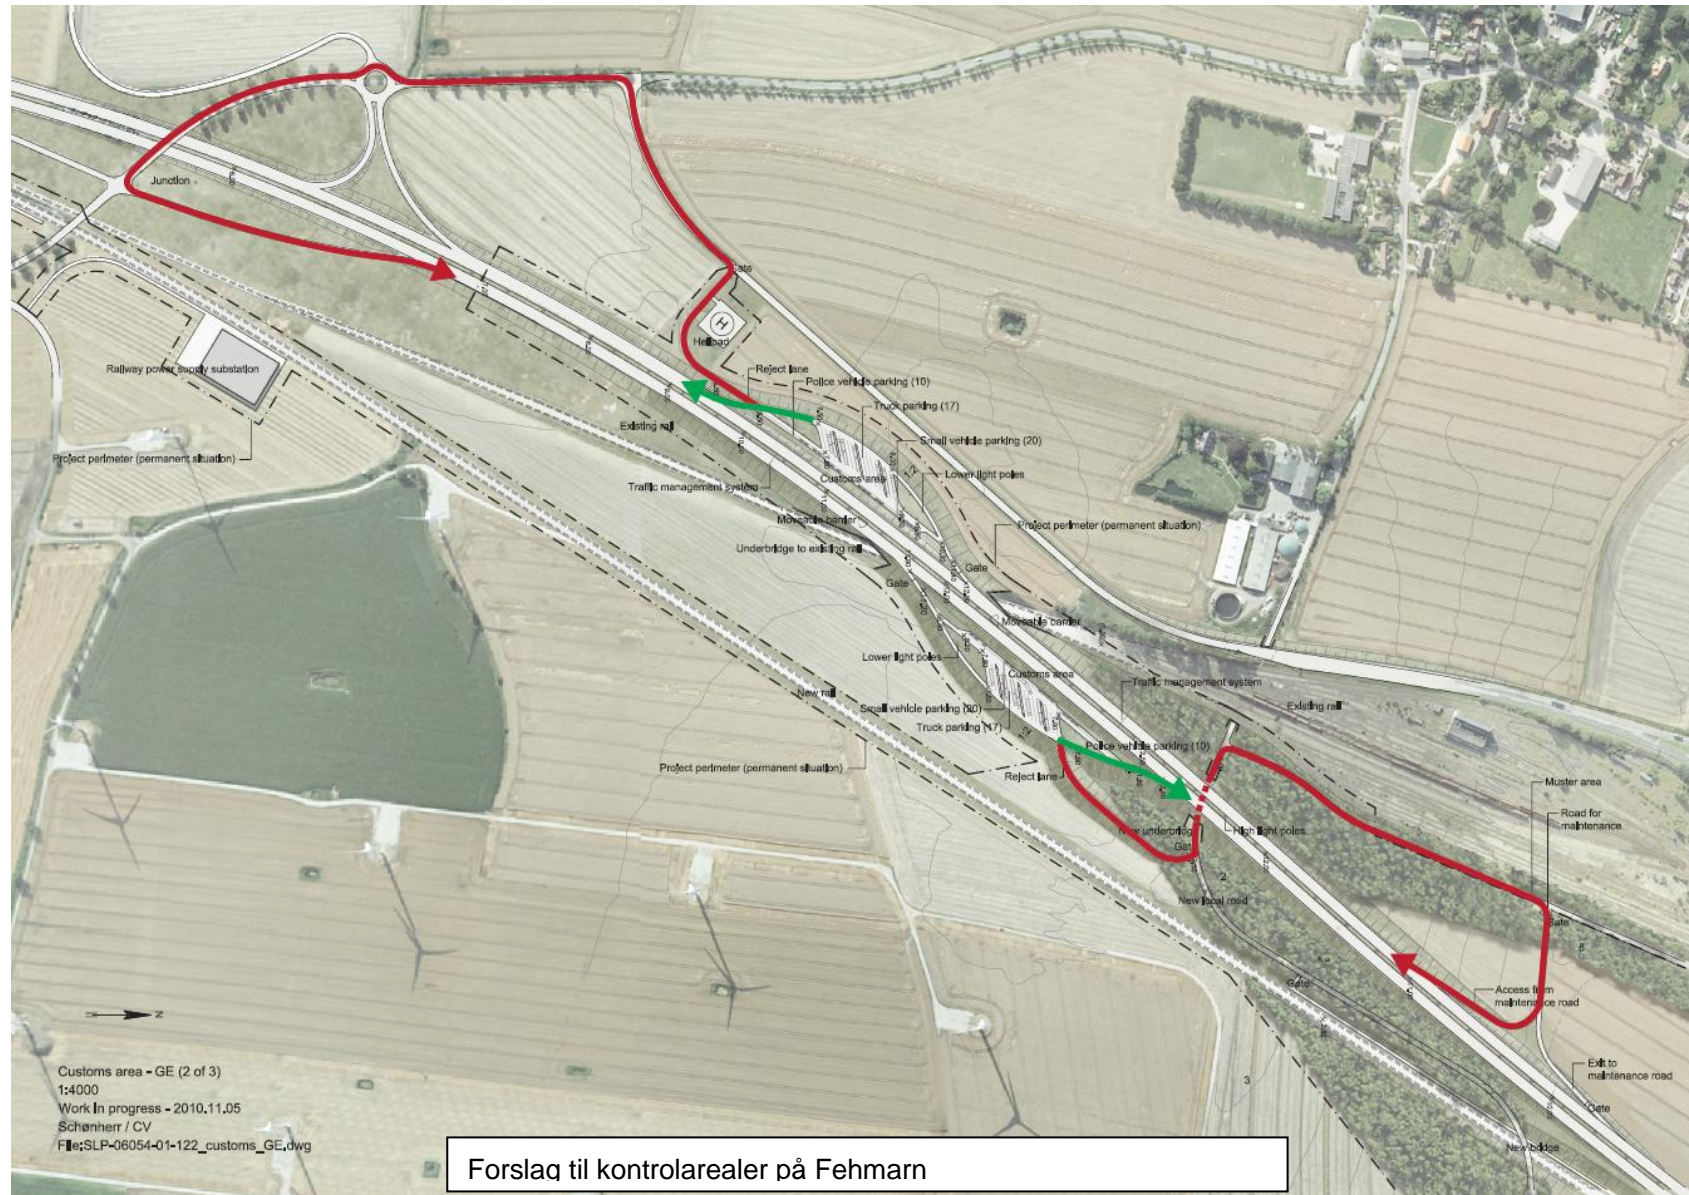 Junction
Gate
H
Helipad
Railway power supply substation
Reject lane
Police vehicle parking (10)
Truck parking (17)
Existing rail
Small vehicle parking (20)
Project perimeter (permanent situation)
Lower light poles
Customs area
Traffic management system
Moveable barrier
Project perimeter (permanent situation)
Underbridge to existing rail
Gate
Gate
Moveable barrier
Lower light poles
Customs area
Traffic management system
New rail
Small vehicle parking (20)
Existing rail
Truck parking (17)
Police vehicle parking (10)
Project perimeter (permanent situation)
Reject lane
Muster area
Road for
maintenance
New underbridge
High light poles
Gate
2
New local road
Gate
8
Gate
Access from
maintenance road
N
Exit to
maintenance road
3
Gate
New bridge
Customs area - GE (2 of 3)
1:4000
Work in progress - 2010.11.05
Schønherr / CV
File:SLP-06054-01-122_customs_GE.dwg
Forslag til kontrolarealer på Fehmarn